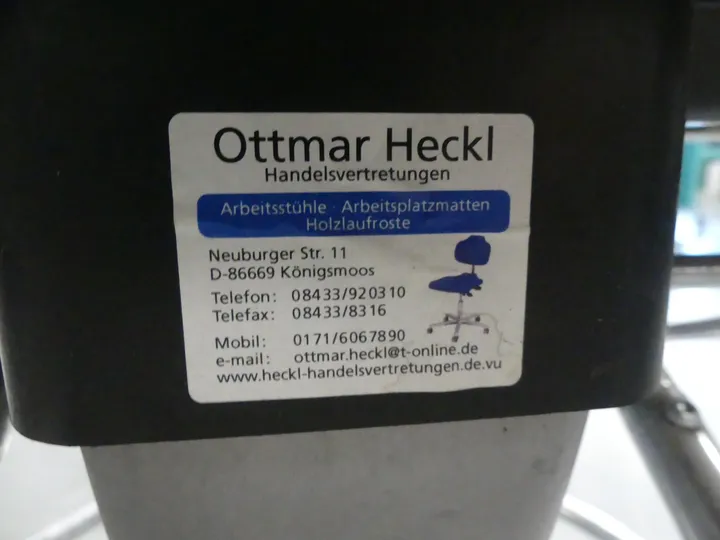 Ottmar Heckl
Handelsvertretungen
Arbeitsstühle · Arbeitsplatzmatten
Holzlaufroste
Neuburger Str. 11
D-86669 Königsmoos
Telefon: 08433/920310
Telefax: 08433/8316
Mobil: 0171/6067890
e-mail: ottmar.heckl@t-online.de
www.heckl-handelsvertretungen.de.vu